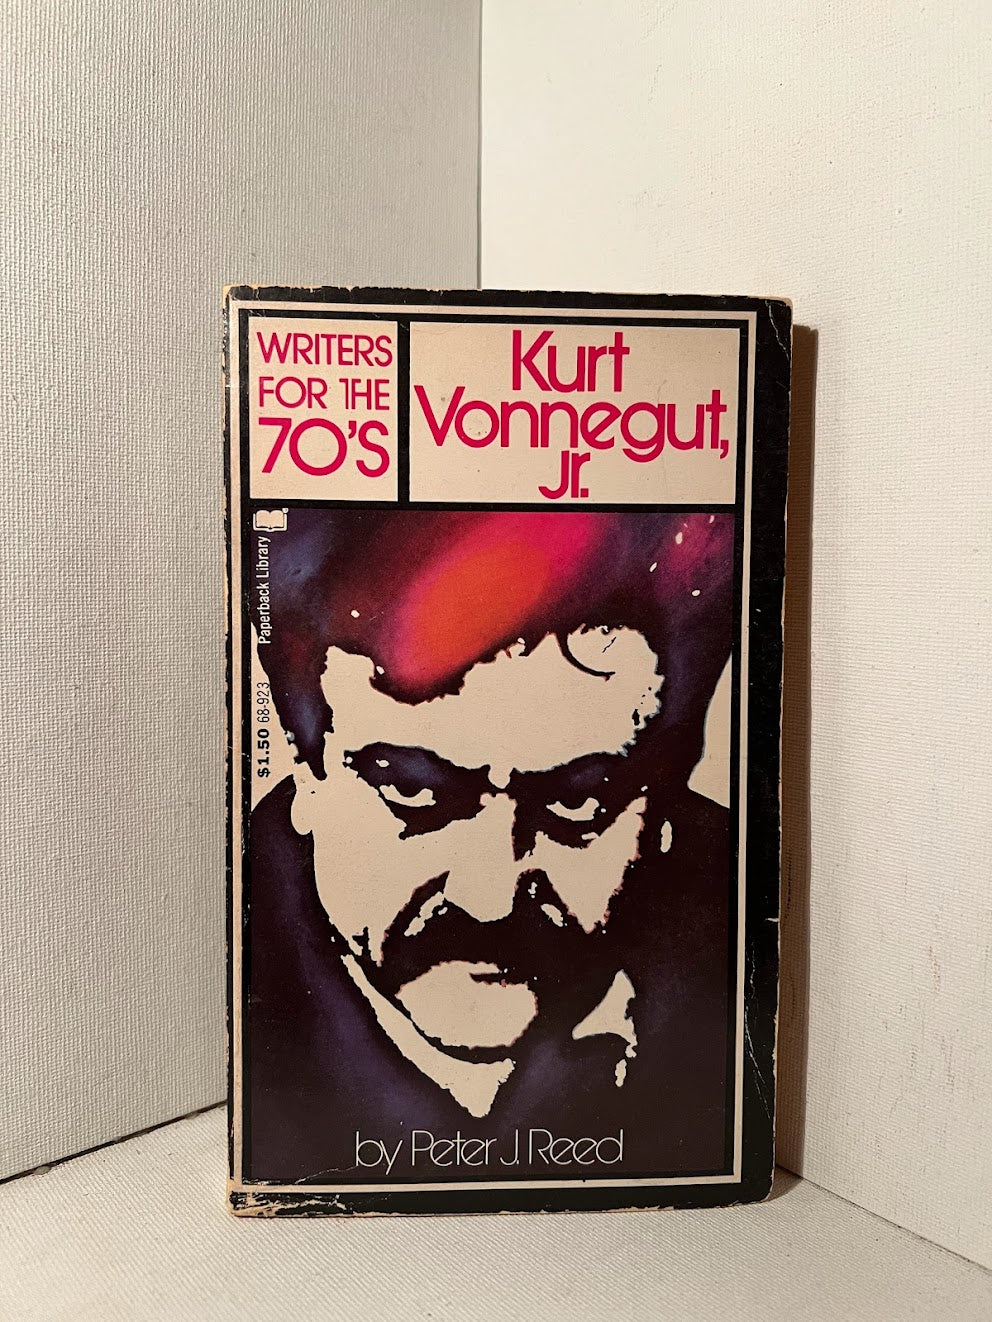 WRITERS
FOR THE
70'S
Kurt
Vonnegut,
Jr.
Paperback Library
$1.50 68-923
by Peter J. Reed